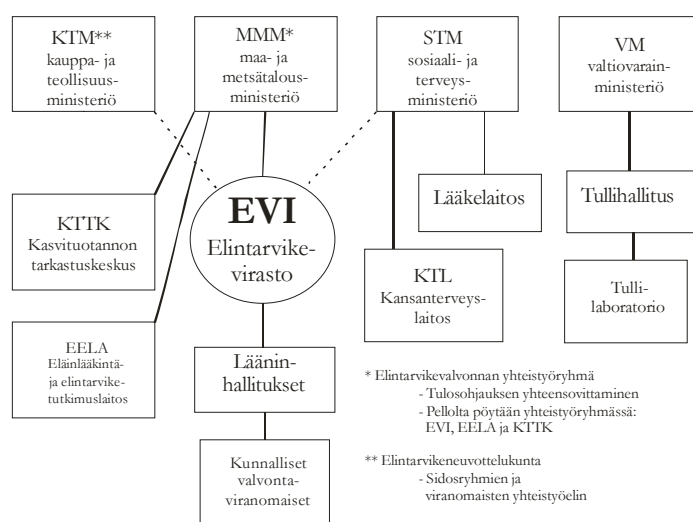 KTM**
kauppa- ja
teollisuus-
ministeriö
MMM*
maa- ja
metsätalous-
ministeriö
STM
sosiaali- ja
terveys-
ministeriö
VM
valtiovarain-
ministeriö
KTTK
Kasvituotannon
tarkastuskeskus
EVI
Elintarvike-
virasto
Lääkelaitos
Tullihallitus
KTL
Kansanterveys-
laitos
Tulli-
laboratorio
EELA
Eläinlääkintä-
ja elintarvike-
tutkimuslaitos
Läänin-
hallitukset
Kunnalliset
valvonta-
viranomaiset
* Elintarvikevalvonnan yhteistyöryhmä
- Tulosohjauksen yhteensovittaminen
- Pellolta pöytään yhteistyöryhmässä:
EVI, EELA ja KTTK
** Elintarvikeneuvottelukunta
- Sidosryhmien ja
viranomaisten yhteistyöelin